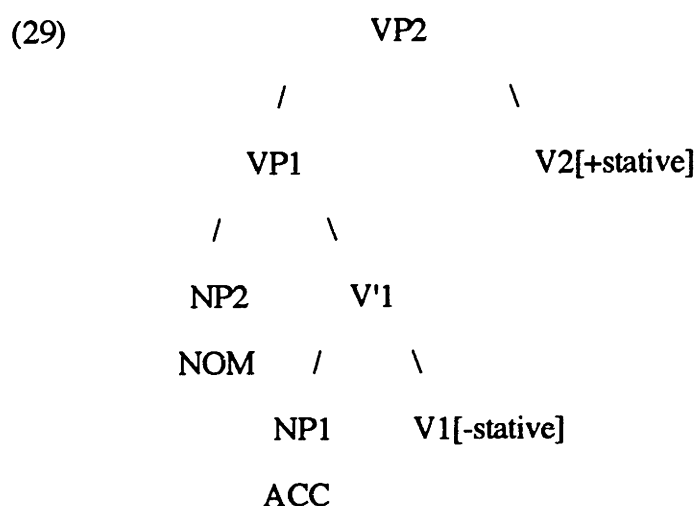 (29) VP2
/ \
VP1 V2[+stative]
/ \
NP2 V'1
NOM / \
NP1 V1[-stative]
ACC